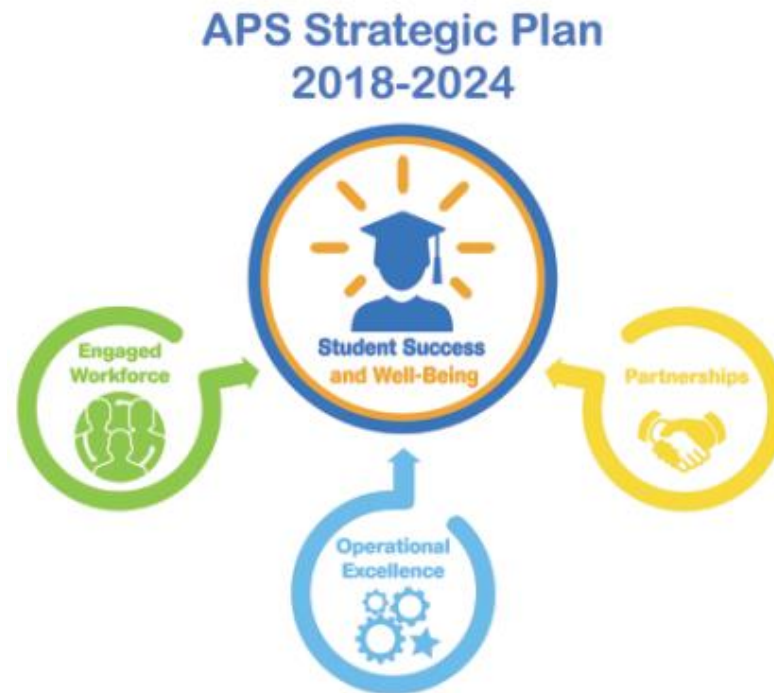 APS Strategic Plan
2018-2024
Student Success
and Well-Being
Engaged
Workforce
Partnerships
Operational
Excellence